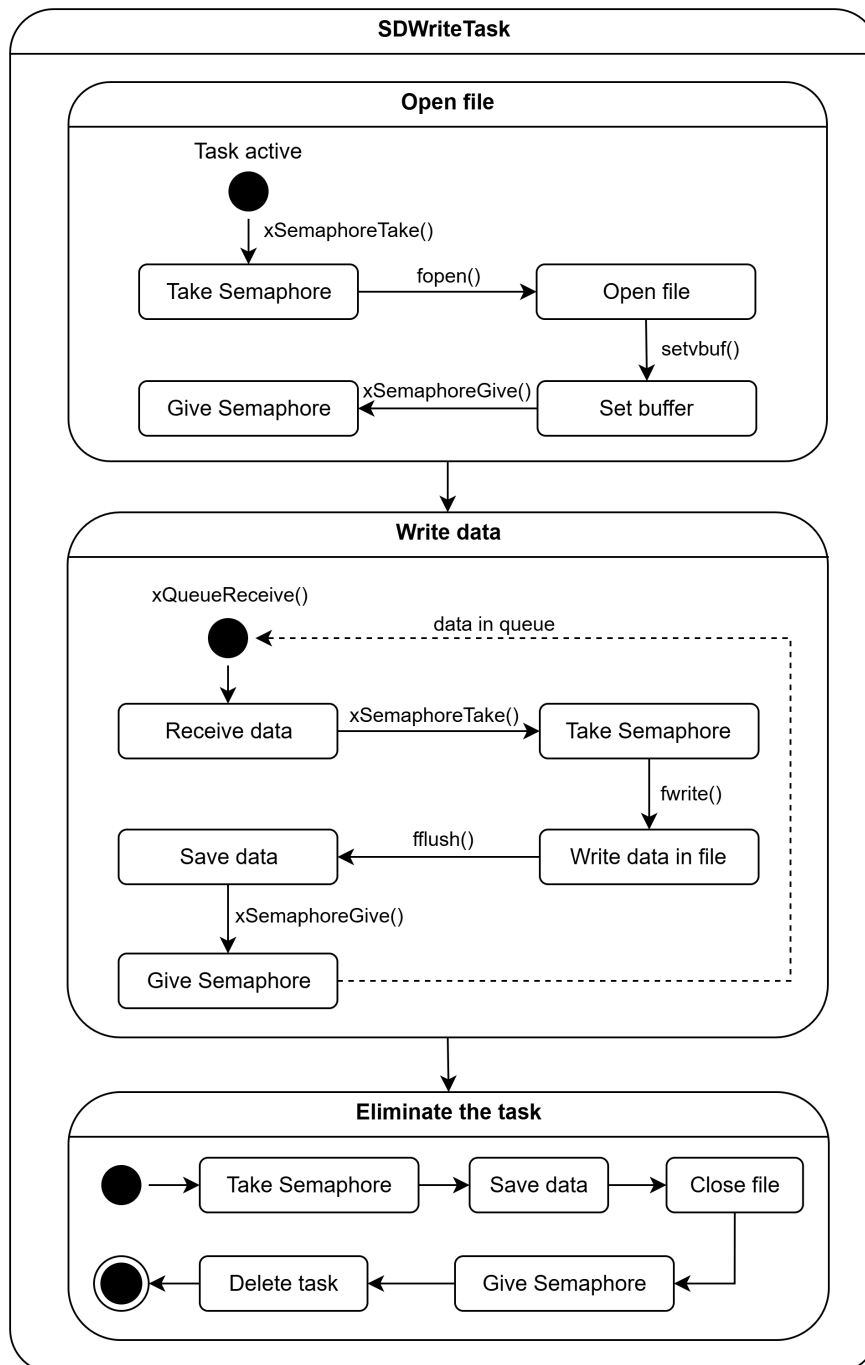 SDWriteTask
Open file
Task active
xSemaphoreTake()
Take Semaphore
fopen()
Open file
setvbuf()
Give Semaphore
xSemaphoreGive()
Set buffer
Write data
xQueueReceive()
data in queue
Receive data
xSemaphoreTake()
Take Semaphore
fwrite()
Save data
fflush()
Write data in file
xSemaphoreGive()
Give Semaphore
Eliminate the task
Take Semaphore
Save data
Close file
Delete task
Give Semaphore